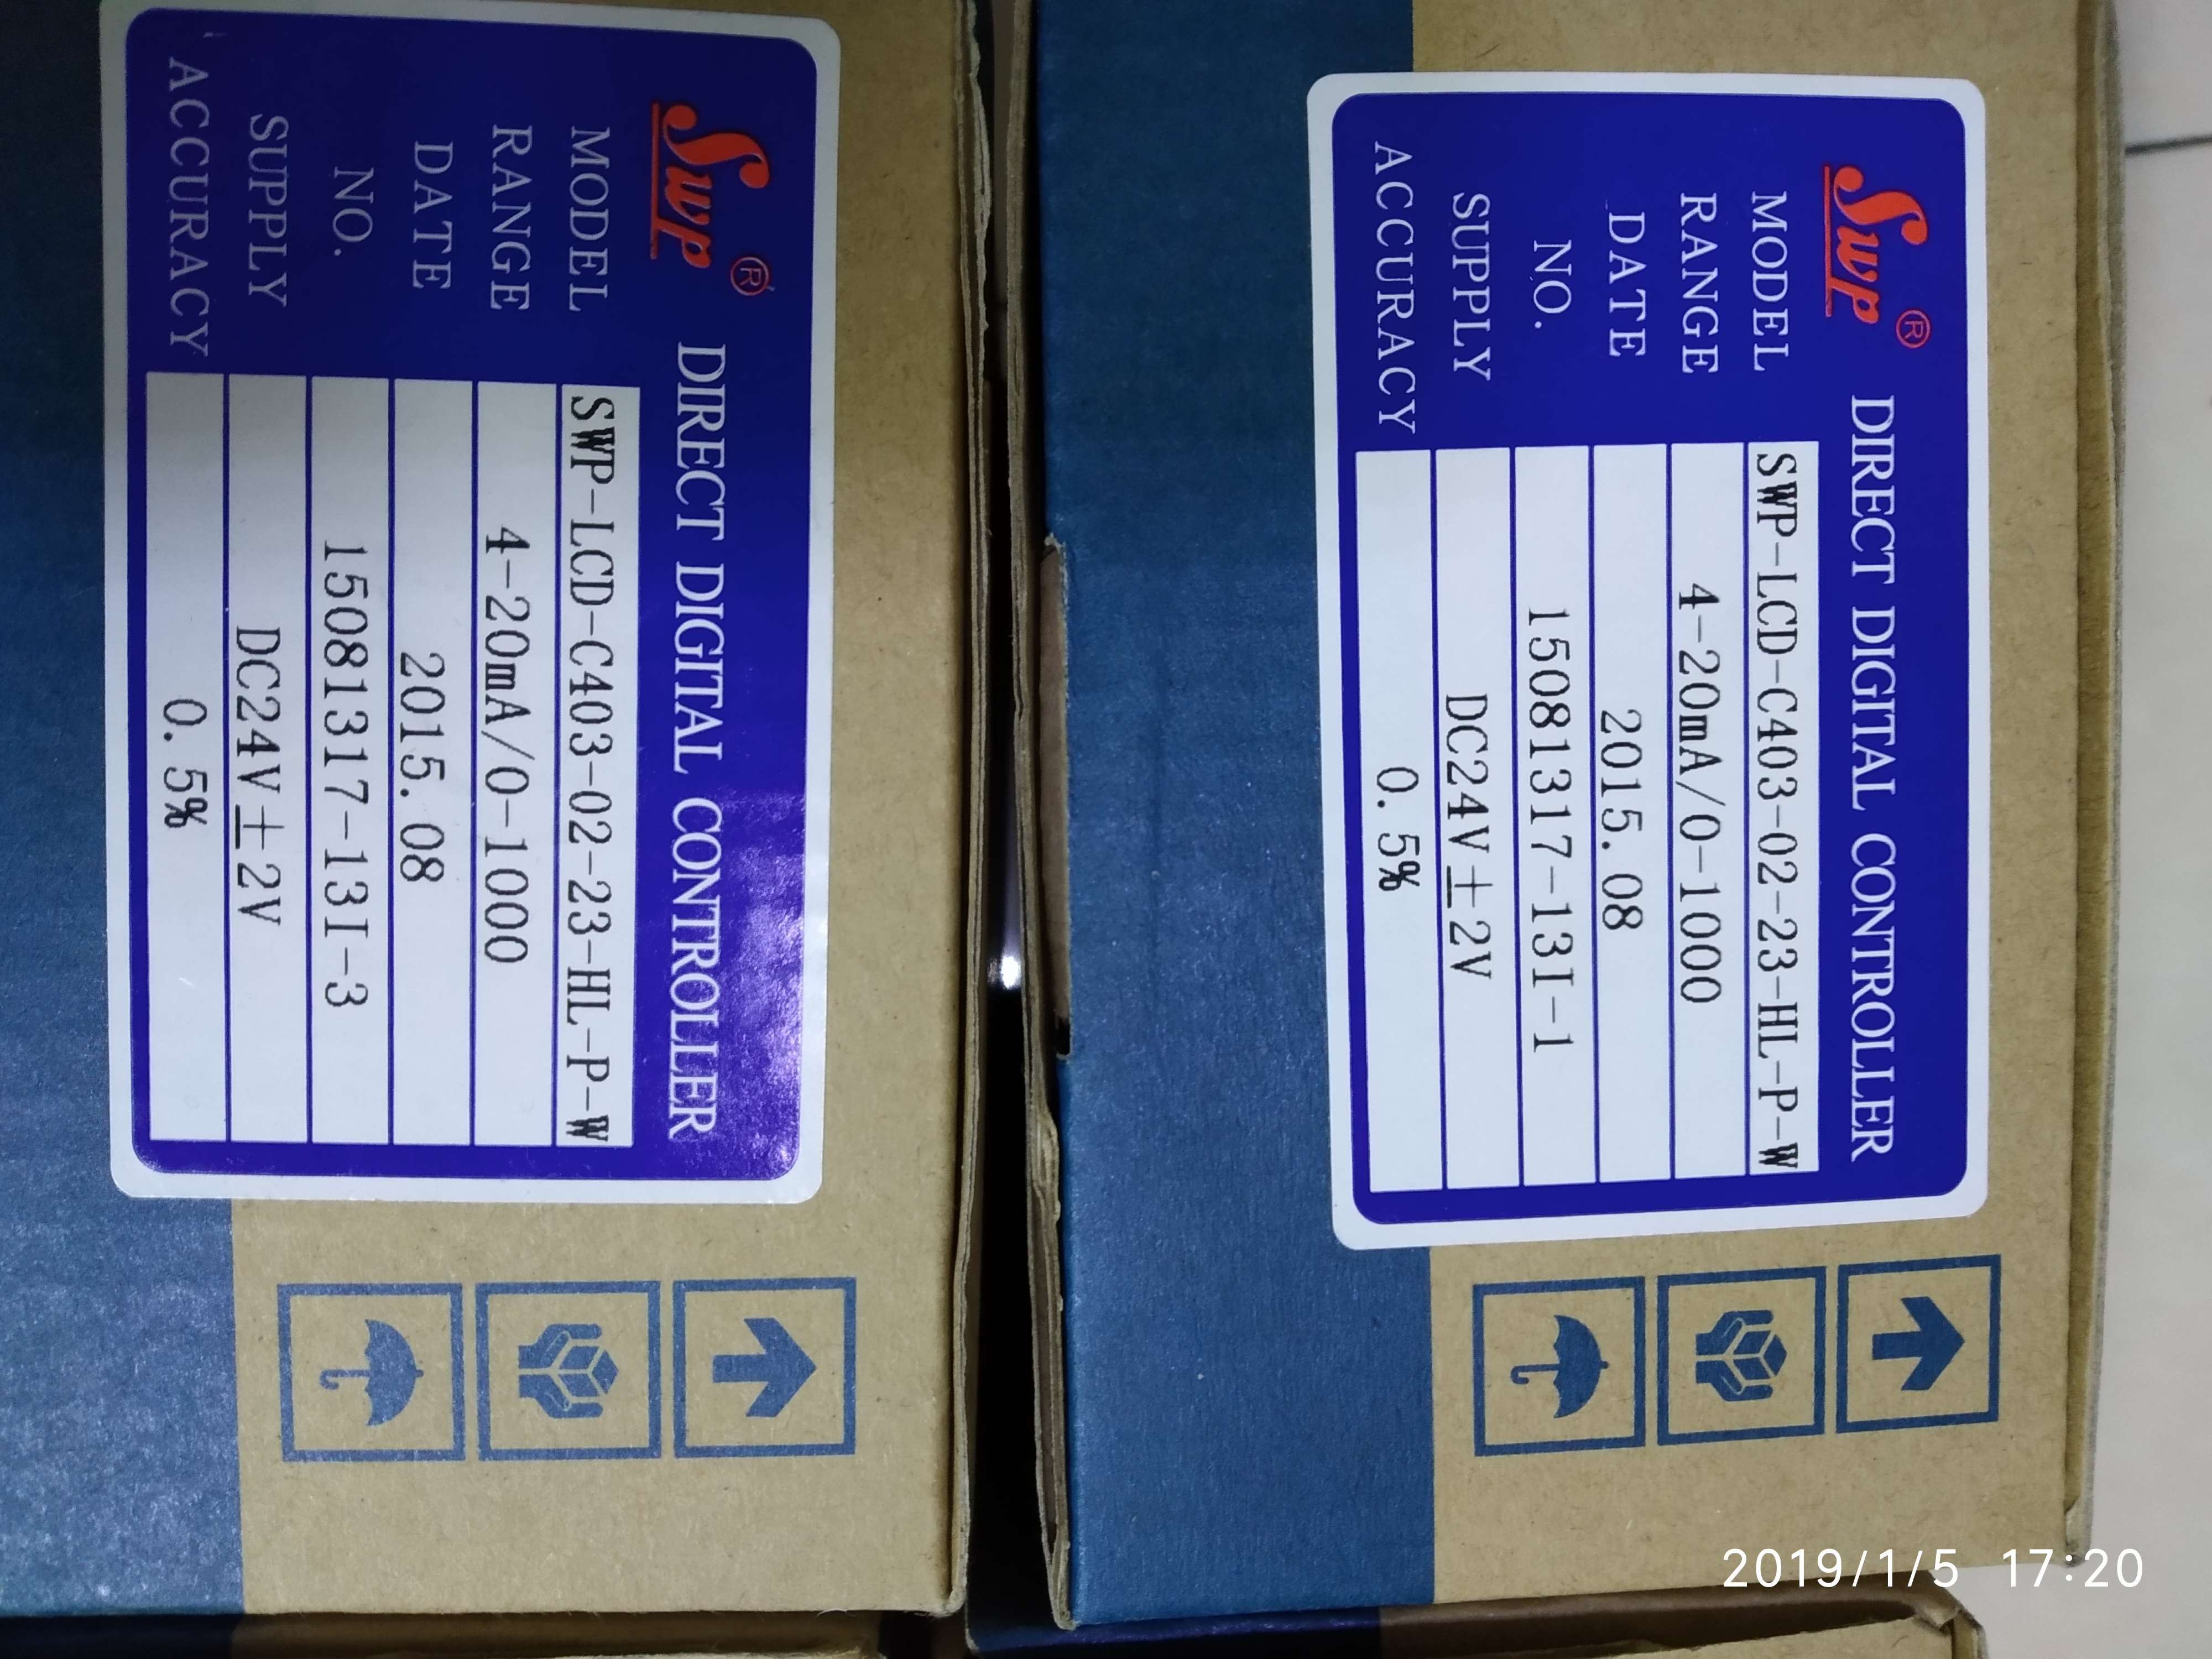 Swp®
DIRECT DIGITAL CONTROLLER
MODEL SWP-LCD-C403-02-23-HL-P-W
RANGE 4-20mA/0-1000
DATE 2015.08
NO. 15081317-13I-1
SUPPLY DC24V±2V
ACCURACY 0.5%
Swp®
DIRECT DIGITAL CONTROLLER
MODEL SWP-LCD-C403-02-23-HL-P-W
RANGE 4-20mA/0-1000
DATE 2015.08
NO. 15081317-13I-3
SUPPLY DC24V±2V
ACCURACY 0.5%
2019/1/5 17:20